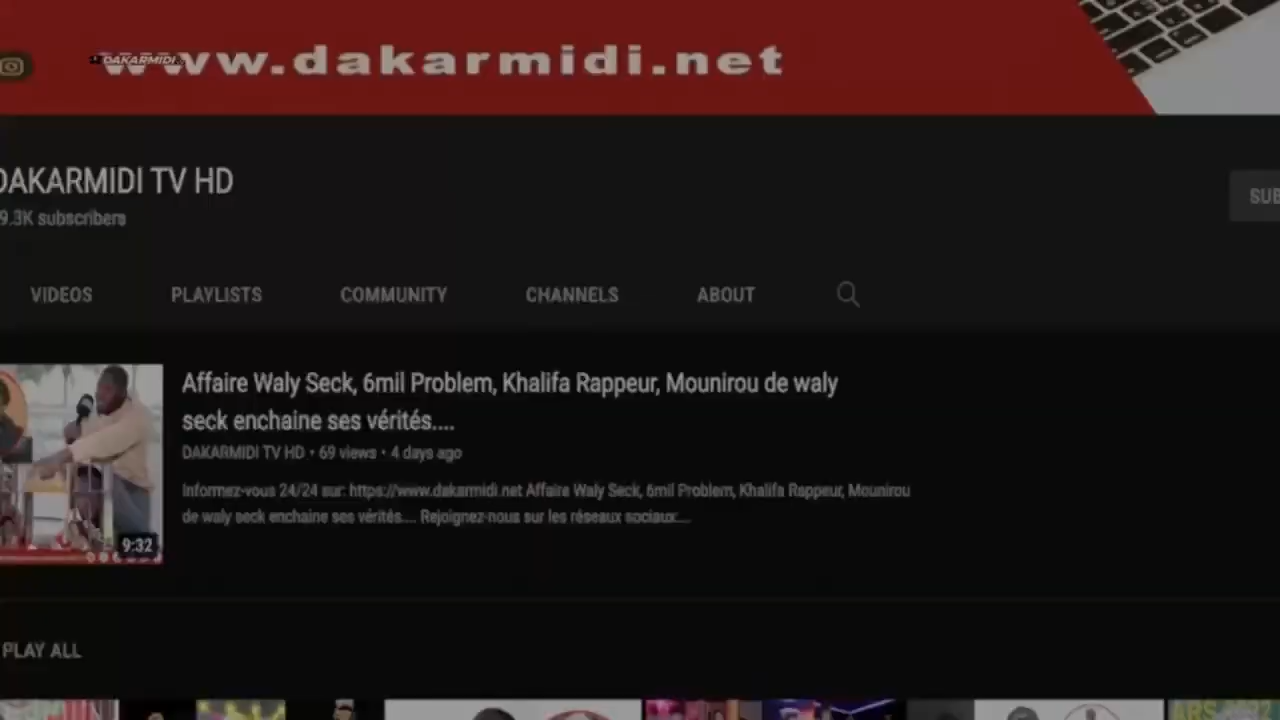 www.dakarmidi.net
DAKARMIDI
DAKARMIDI TV HD
9.3K subscribers
SUB
VIDEOS PLAYLISTS COMMUNITY CHANNELS ABOUT
Affaire Waly Seck, 6mil Problem, Khalifa Rappeur, Mounirou de waly
seck enchaine ses vérités....
DAKARMIDI TV HD • 69 views • 4 days ago
Informez-vous 24/24 sur: https://www.dakarmidi.net Affaire Waly Seck, 6mil Problem, Khalifa Rappeur, Mounirou
de waly seck enchaine ses vérités.... Rejoignez-nous sur les réseaux sociaux:...
9:32
PLAY ALL